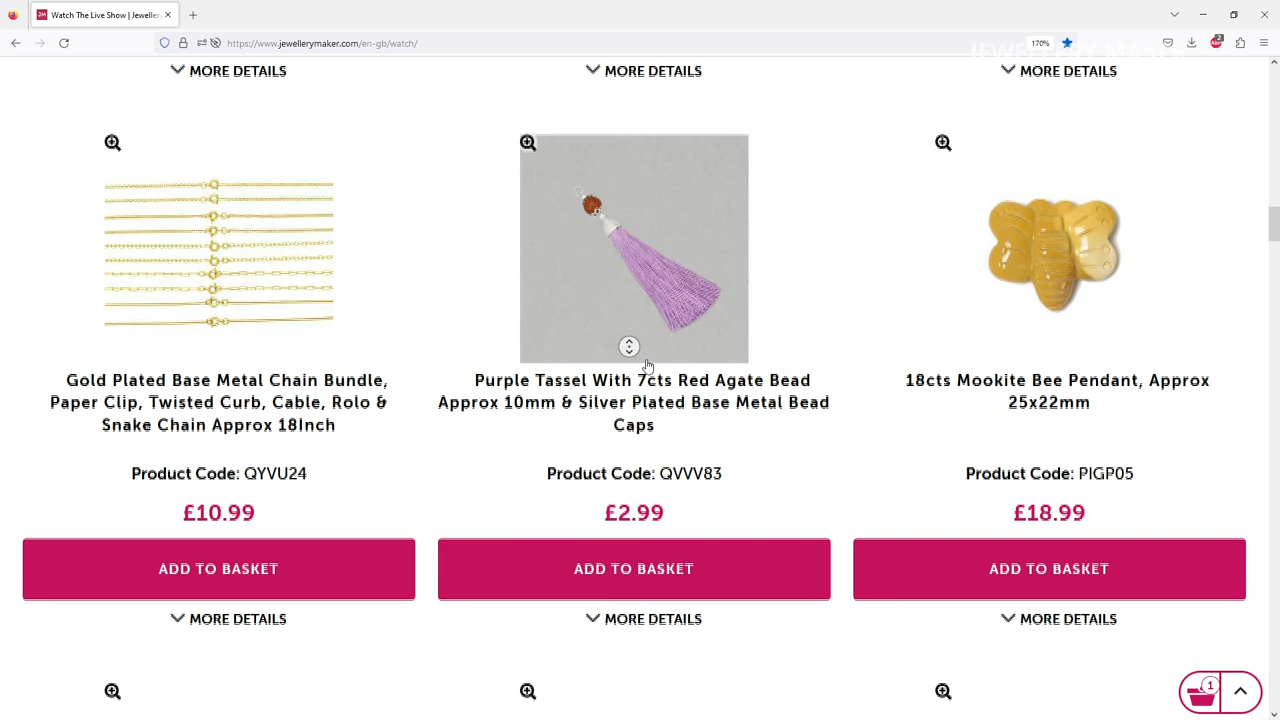 Watch The Live Show | Jeweller
https://www.jewellerymaker.com/en-gb/watch/
170%
2
MORE DETAILS
MORE DETAILS
MORE DETAILS
Gold Plated Base Metal Chain Bundle,
Paper Clip, Twisted Curb, Cable, Rolo &
Snake Chain Approx 18Inch
Product Code: QYVU24
£10.99
ADD TO BASKET
MORE DETAILS
Purple Tassel With 7cts Red Agate Bead
Approx 10mm & Silver Plated Base Metal Bead
Caps
Product Code: QVVV83
£2.99
ADD TO BASKET
MORE DETAILS
18cts Mookite Bee Pendant, Approx
25x22mm
Product Code: PIGP05
£18.99
ADD TO BASKET
MORE DETAILS
1